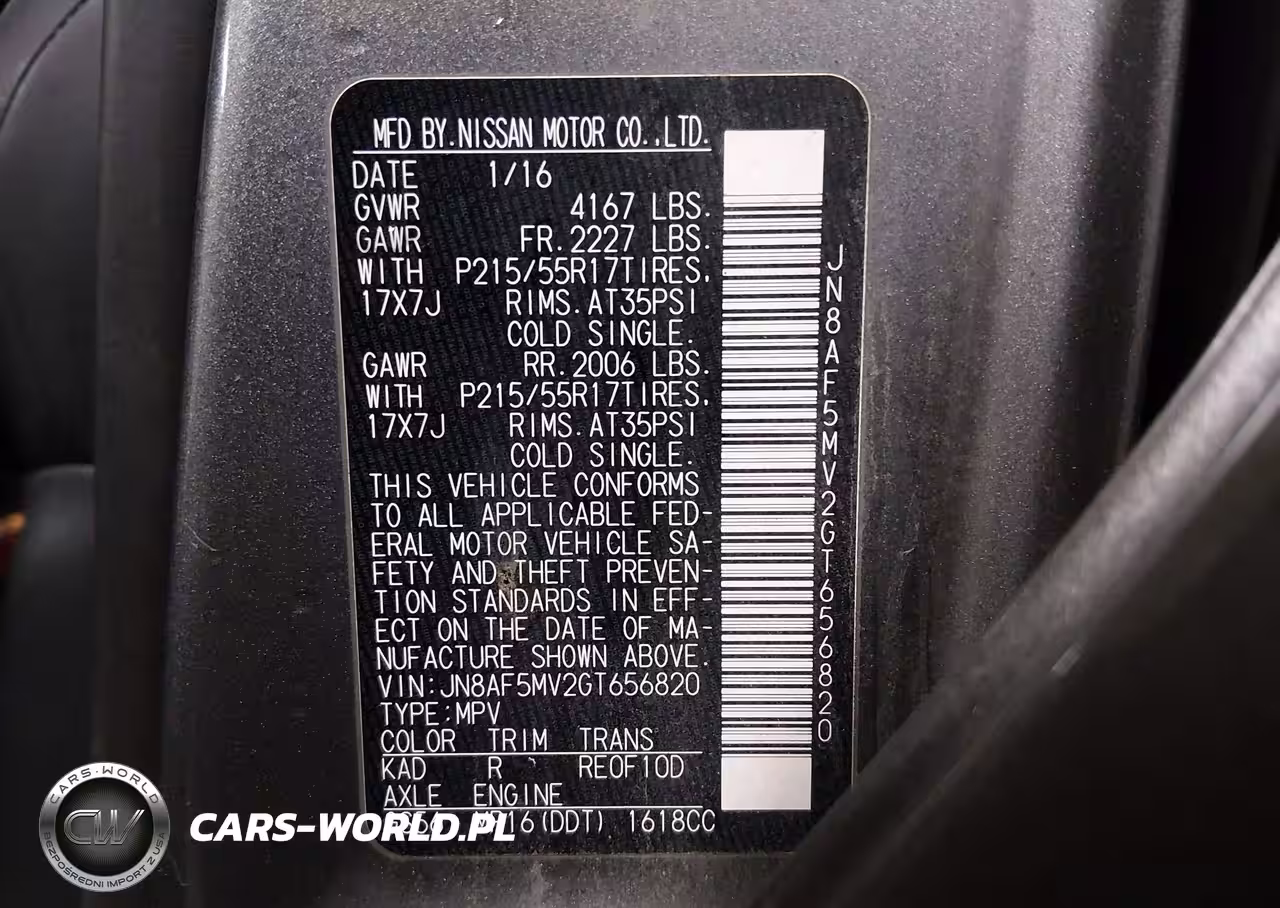 MFD BY.NISSAN MOTOR CO.,LTD.
DATE 1/16
GVWR 4167 LBS.
GAWR FR.2227 LBS.
WITH P215/55R17TIRES,
17X7J RIMS.AT35PSI
COLD SINGLE.
GAWR RR.2006 LBS.
WITH P215/55R17TIRES,
17X7J RIMS.AT35PSI
COLD SINGLE.
THIS VEHICLE CONFORMS
TO ALL APPLICABLE FED-
ERAL MOTOR VEHICLE SA-
FETY AND THEFT PREVEN-
TION STANDARDS IN EFF-
ECT ON THE DATE OF MA-
NUFACTURE SHOWN ABOVE.
VIN:JN8AF5MV2GT656820
TYPE:MPV
COLOR TRIM TRANS
KAD R RE0F10D
AXLE ENGINE
1618CC
JN8AF5MV2GT656820
CARS-WORLD
CW
BEZPOŚREDNI IMPORT Z USA
CARS-WORLD.PL